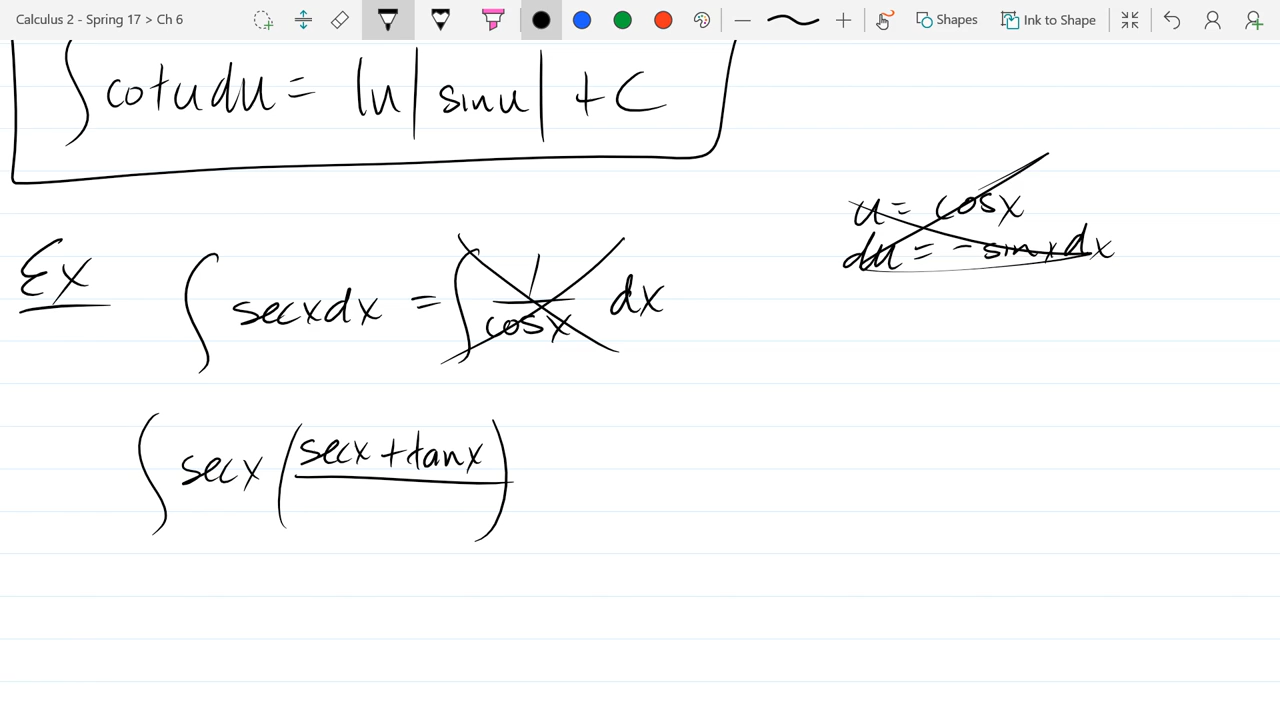 Calculus 2 - Spring 17 > Ch 6
Shapes
Ink to Shape
∫ cot u du = ln | sin u | + C
u = cos x
du = - sin x dx
Ex ∫ sec x dx = ∫ 1/cos x dx
∫ sec x (sec x + tan x)